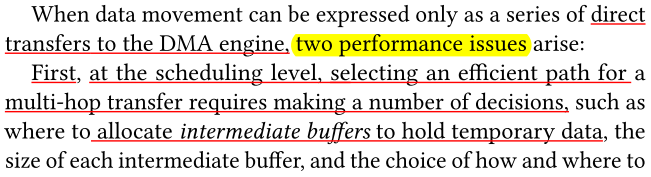 When data movement can be expressed only as a series of direct
transfers to the DMA engine, two performance issues arise:
First, at the scheduling level, selecting an efficient path for a
multi-hop transfer requires making a number of decisions, such as
where to allocate intermediate buffers to hold temporary data, the
size of each intermediate buffer, and the choice of how and where to